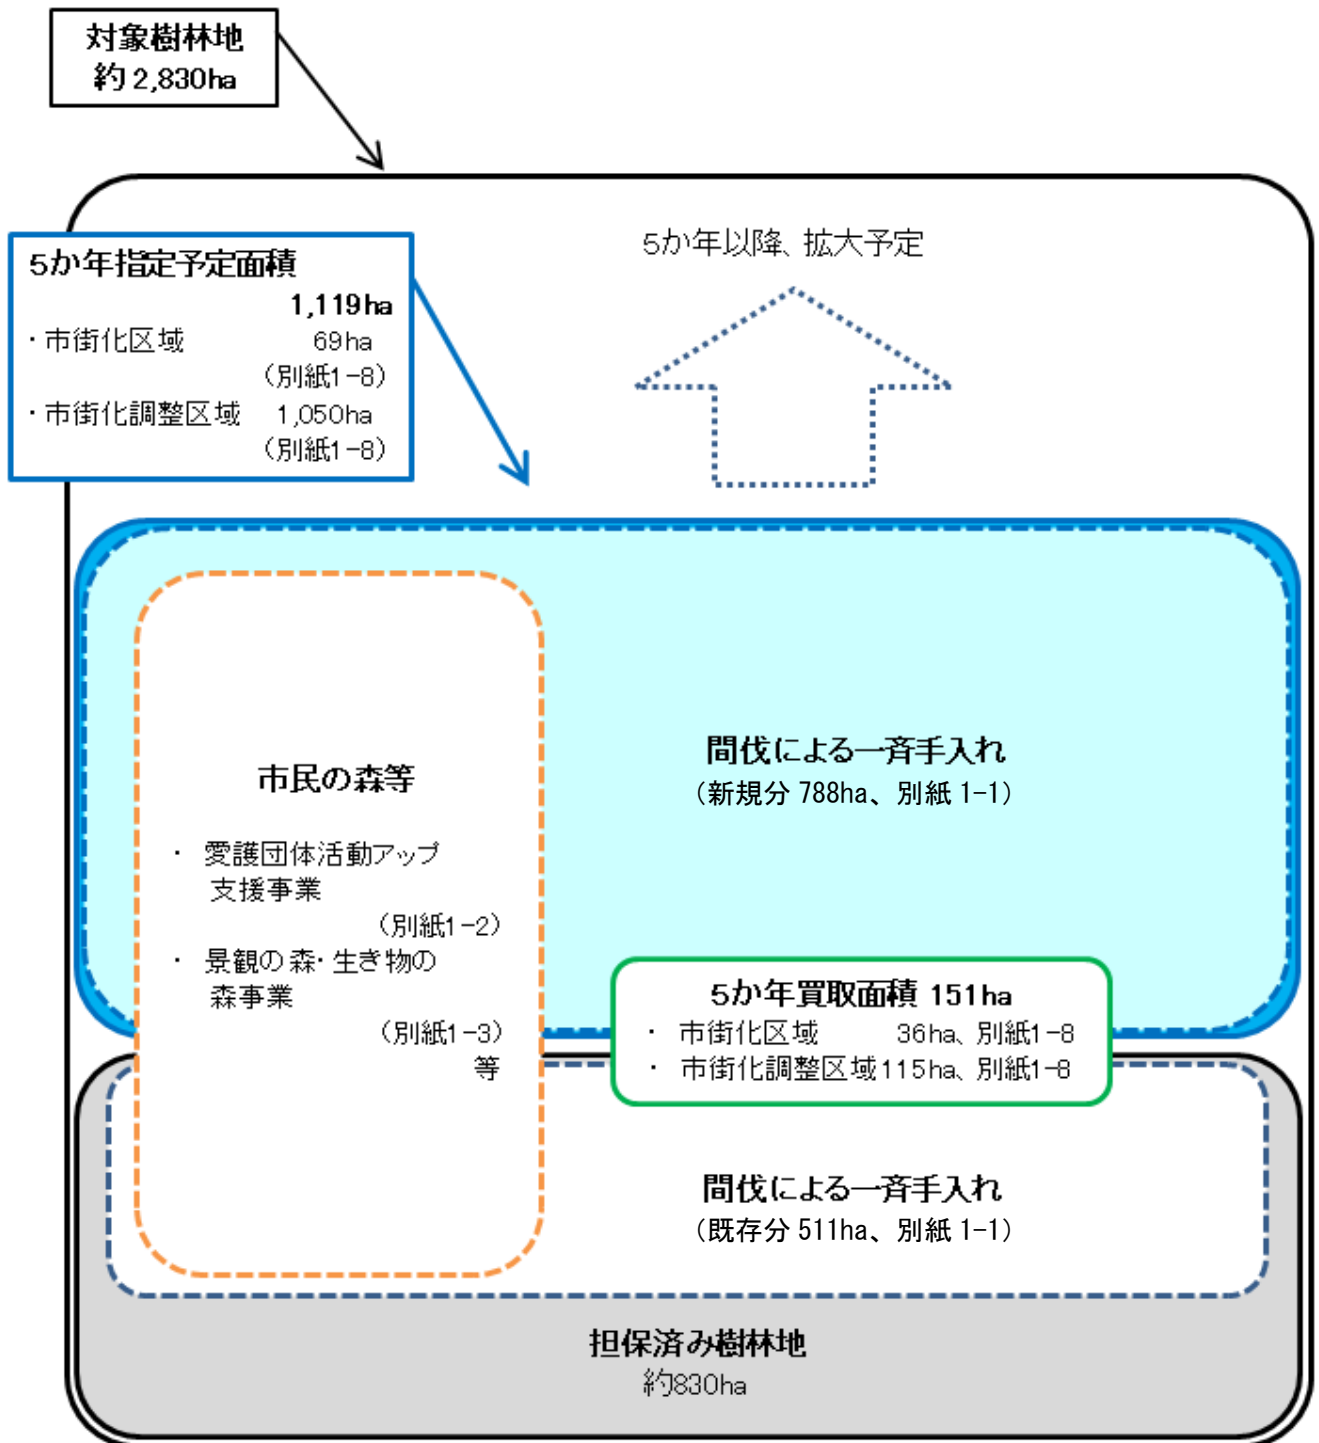 対象樹林地
約 2,830ha
5か年以降、拡大予定
5か年指定予定面積
1,119ha
・市街化区域 69ha
（別紙1-8）
・市街化調整区域 1,050ha
（別紙1-8）
間伐による一斉手入れ
（新規分 788ha、別紙 1-1）
市民の森等
・ 愛護団体活動アップ
支援事業
（別紙1-2）
・ 景観の森・生き物の
森事業
（別紙1-3）
等
5か年買取面積 151ha
・ 市街化区域 36ha、別紙1-8
・ 市街化調整区域115ha、別紙1-8
間伐による一斉手入れ
（既存分 511ha、別紙 1-1）
担保済み樹林地
約830ha